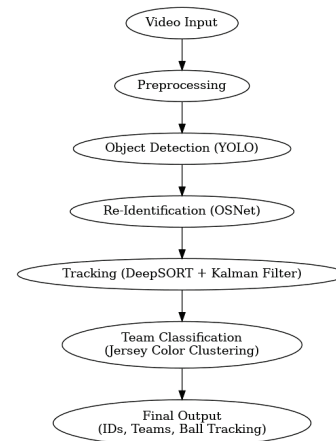 Video Input
Preprocessing
Object Detection (YOLO)
Re-Identification (OSNet)
Tracking (DeepSORT + Kalman Filter)
Team Classification
(Jersey Color Clustering)
Final Output
(IDs, Teams, Ball Tracking)